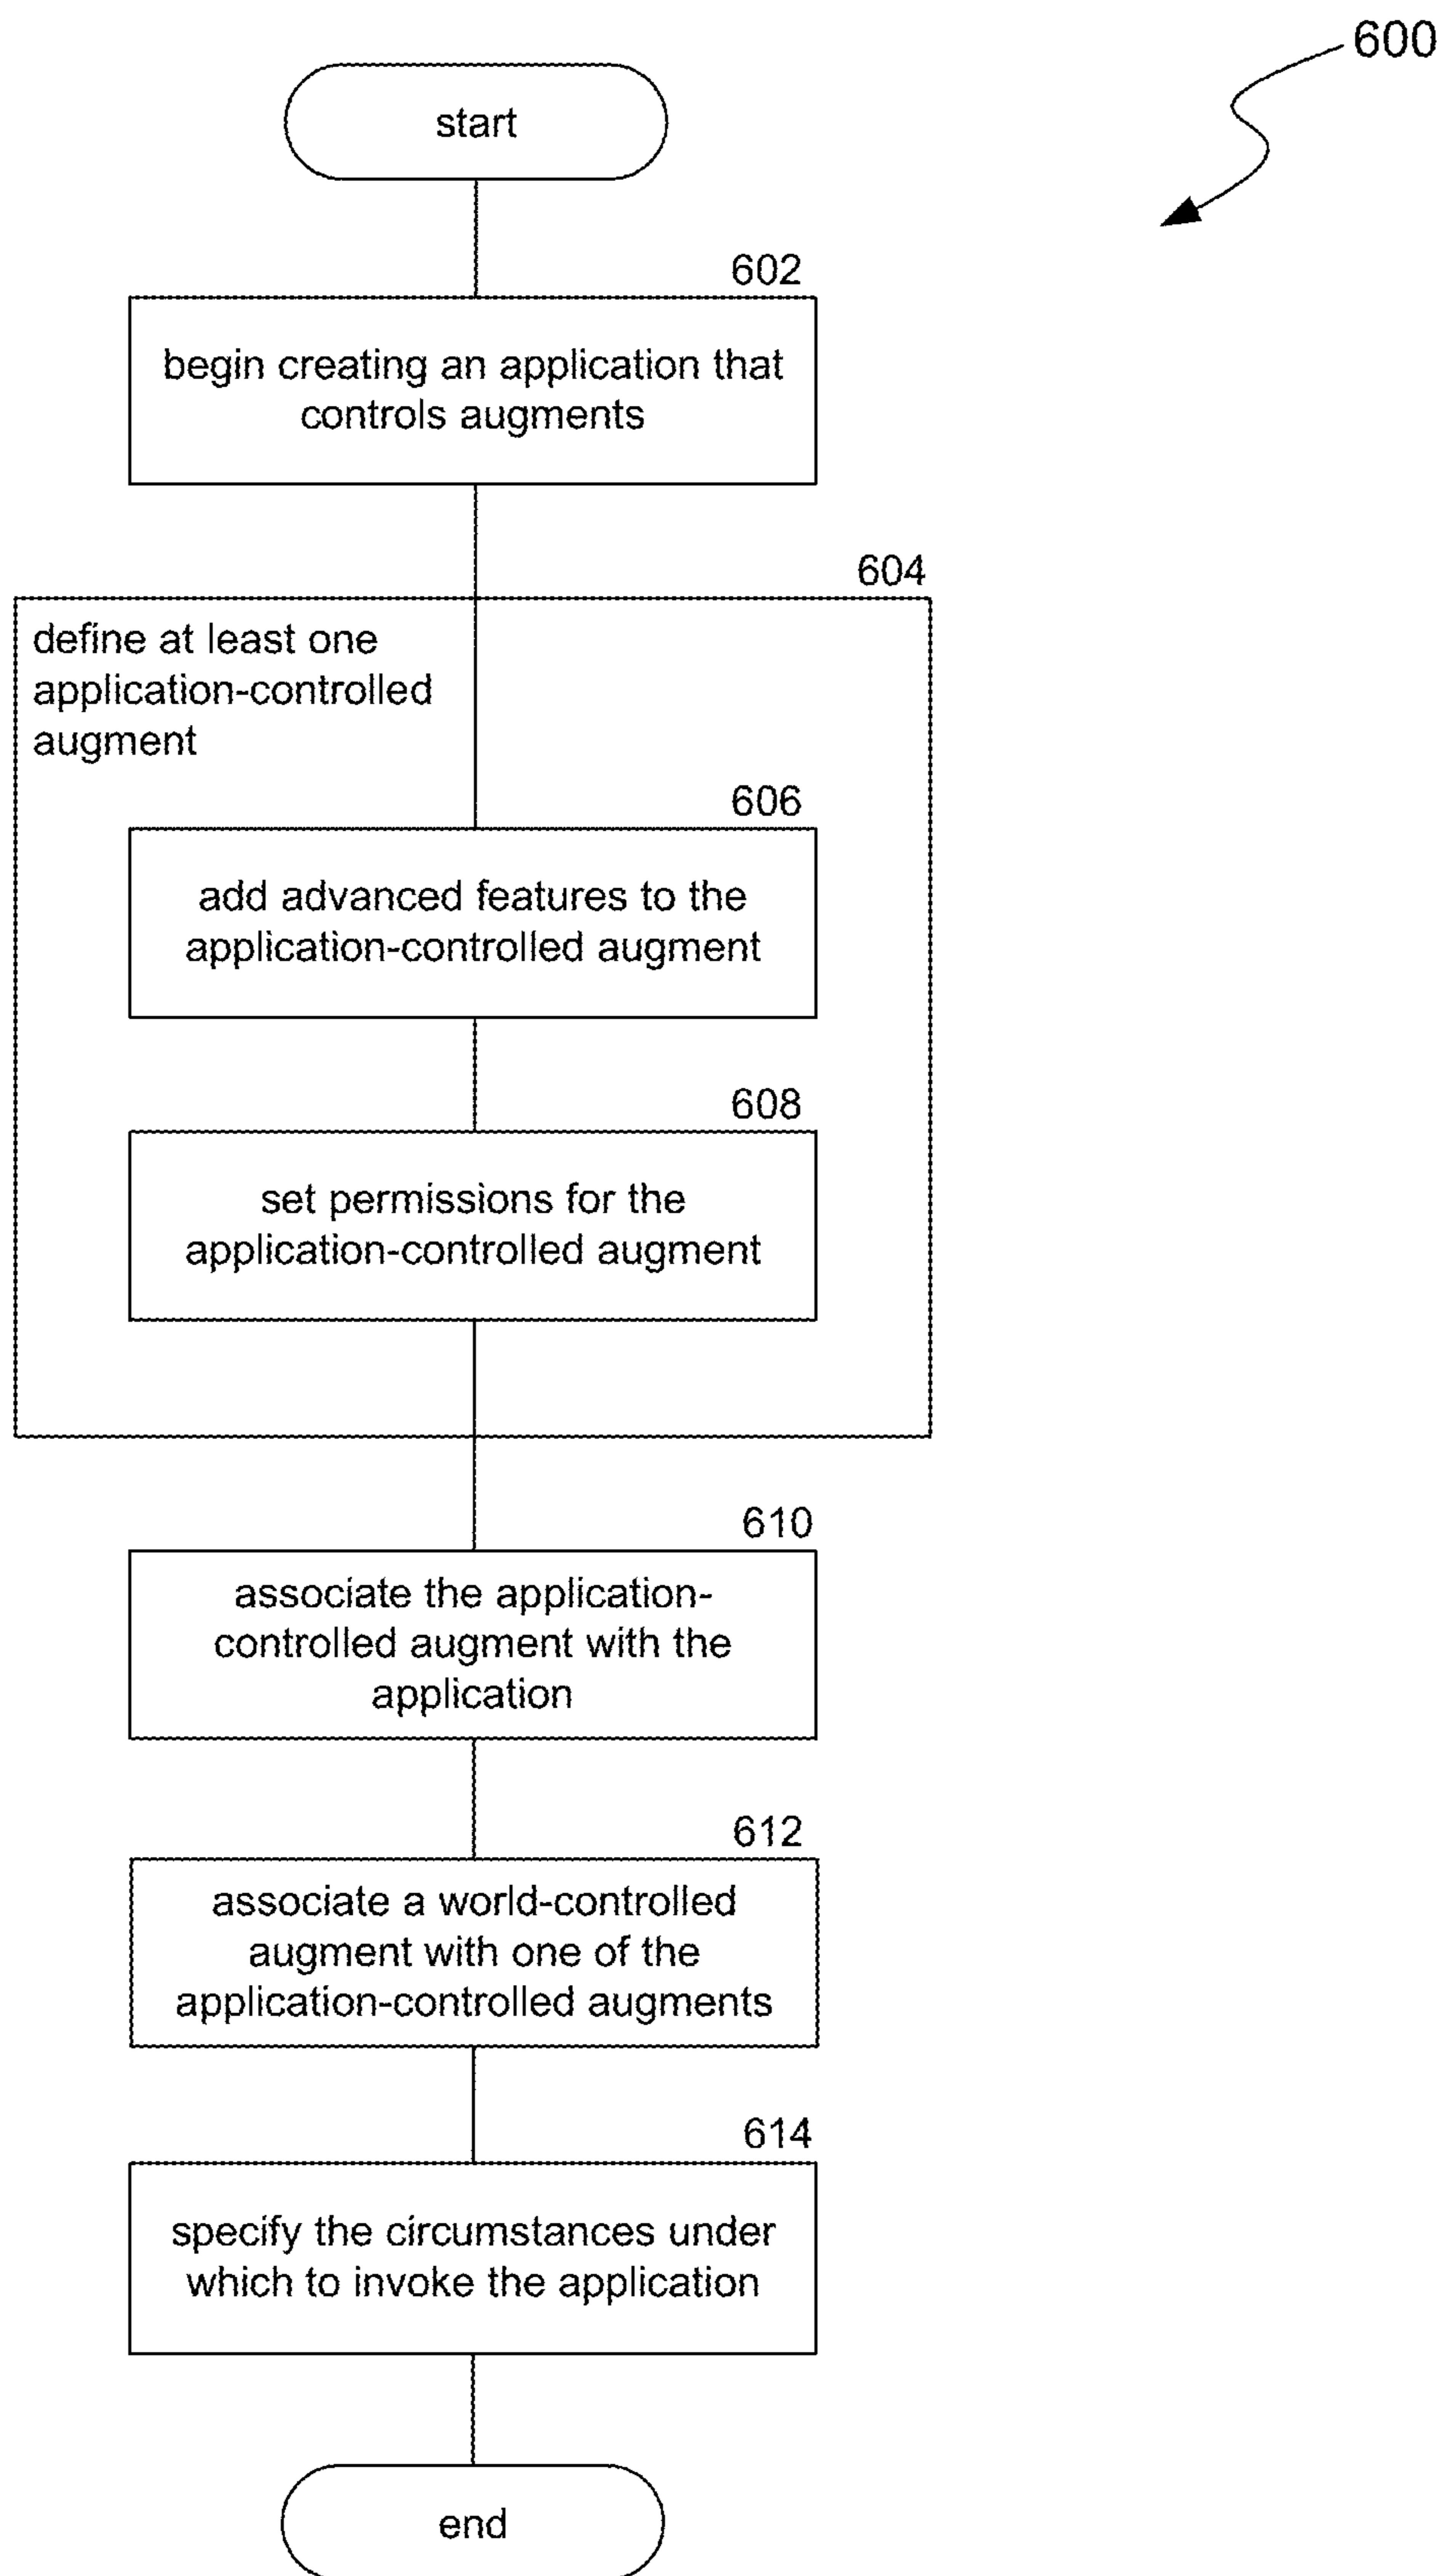 600
start
602
begin creating an application that
controls augments
604
define at least one
application-controlled
augment
606
add advanced features to the
application-controlled augment
608
set permissions for the
application-controlled augment
610
associate the application-
controlled augment with the
application
612
associate a world-controlled
augment with one of the
application-controlled augments
614
specify the circumstances under
which to invoke the application
end